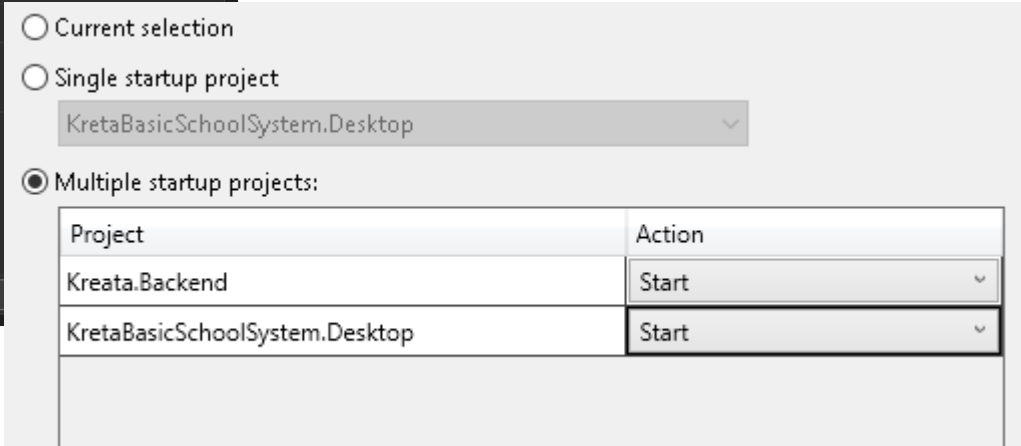 Current selection
Single startup project
KretaBasicSchoolSystem.Desktop
Multiple startup projects:
Project Action
Kreata.Backend Start
KretaBasicSchoolSystem.Desktop Start